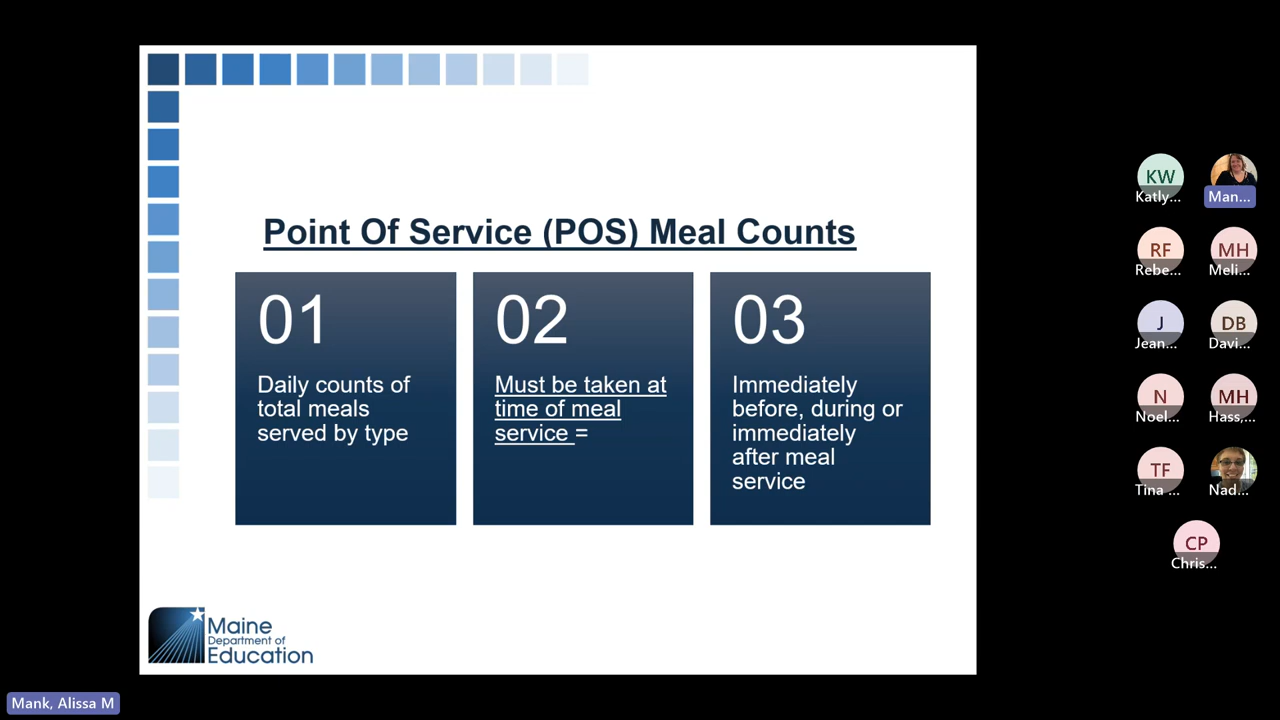 Point Of Service (POS) Meal Counts
01
Daily counts of
total meals
served by type
02
Must be taken at
time of meal
service =
03
Immediately
before, during or
immediately
after meal
service
Maine
Department of
Education
KW
Katly...
Man...
RF
Rebe...
MH
Meli...
J
Jean...
DB
Davi...
N
Noel...
MH
Hass,...
TF
Tina ...
Nad...
CP
Chris...
Mank, Alissa M